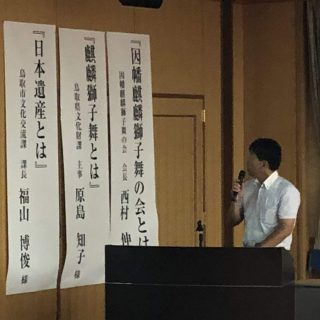 『因幡麒麟獅子舞の会とは
因幡麒麟獅子舞の会 会長 西村 伸
『麒麟獅子舞とは』
鳥取県文化財課 主事 原島 知子 様
『日本遺産とは』
鳥取市文化交流課 課長 福山 博俊 様